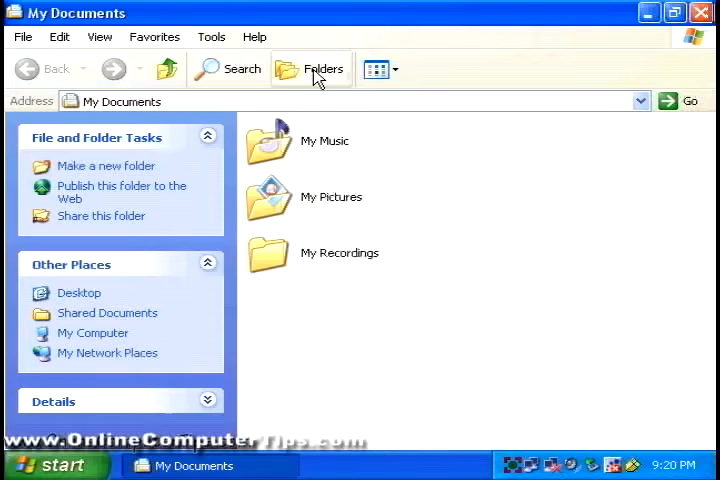 My Documents
File Edit View Favorites Tools Help
Back Search Folders
Address My Documents Go
File and Folder Tasks
Make a new folder
Publish this folder to the
Web
Share this folder
Other Places
Desktop
Shared Documents
My Computer
My Network Places
Details
My Music
My Pictures
My Recordings
www.OnlineComputerTips.com
start My Documents 9:20 PM